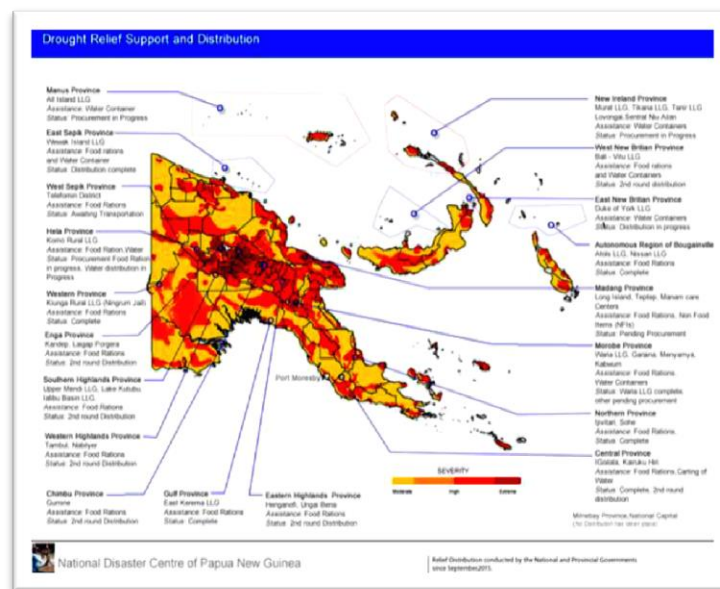 Drought Relief Support and Distribution
Manus Province
All Island LLG
Assistance: Water Container
Status: Procurement in Progress
East Sepik Province
Wewak Island LLG
Assistance: Food rations
and Water Container
Status: Distribution complete
West Sepik Province
Telefomin District
Assistance: Food Rations
Status: Awaiting Transportation
Hela Province
Komo Rural LLG
Assistance: Food Ration, Water
Status: Procurement Food Ration
in progress. Water distribution in
Progress
Western Province
Kiunga Rural LLG (Ningrum Jail)
Assistance: Food Rations
Status: Complete
Enga Province
Kandep, Laigap Porgera
Assistance: Food Rations
Status: 2nd round Distribution
Southern Highlands Province
Upper Mendi LLG, Lake Kutubu,
Ialibu Basin LLG.
Assistance: Food Rations
Status: 2nd round Distribution
Western Highlands Province
Tambul, Nebilyer
Assistance: Food Rations
Status: 2nd round Distribution
Chimbu Province
Gumine
Assistance: Food Rations
Status: 2nd round Distribution
Gulf Province
East Kerema LLG
Assistance: Food Rations
Status: Complete
Eastern Highlands Province
Henganofi, Ungai Bena
Assistance: Food Rations
Status: 2nd round Distribution
New Ireland Province
Murat LLG, Tikana LLG, Tanir LLG
Lovongai Sentral Niu Ailan
Assistance: Water Containers
Status: Procurement in Progress
West New Britian Province
Bali - Vitu LLG
Assistance: Food rations
and Water Containers
Status: 2nd round distribution
East New Britian Province
Duke of York LLG
Assistance: Water Containers
Status: Distribution in progress
Autonomous Region of Bougainville
Atolls LLG, Nissan LLG
Assistance: Food Rations
Status: Complete
Madang Province
Long Island, Teptep, Manam care
Centers
Assistance: Food Rations, Non Food
Items (NFIs)
Status: Pending Procurement
Morobe Province
Waria LLG, Garaina, Menyamya,
Kabwum
Assistance: Food Rations
Water Containers
Status: Waria LLG complete,
other pending procurement
Northern Province
Ijivitari, Sohe
Assistance: Food Rations,
Status: Complete
Central Province
Goilala, Kairuku Hiri
Assistance: Food Rations, Carting of
Water
Status: Complete, 2nd round
distribution
Port Moresby
SEVERITY
Moderate High Extreme
Milnebay Province, National Capital
(No Distribution has taken place)
National Disaster Centre of Papua New Guinea
Relief Distribution conducted by the National and Provincial Governments
since September2015.